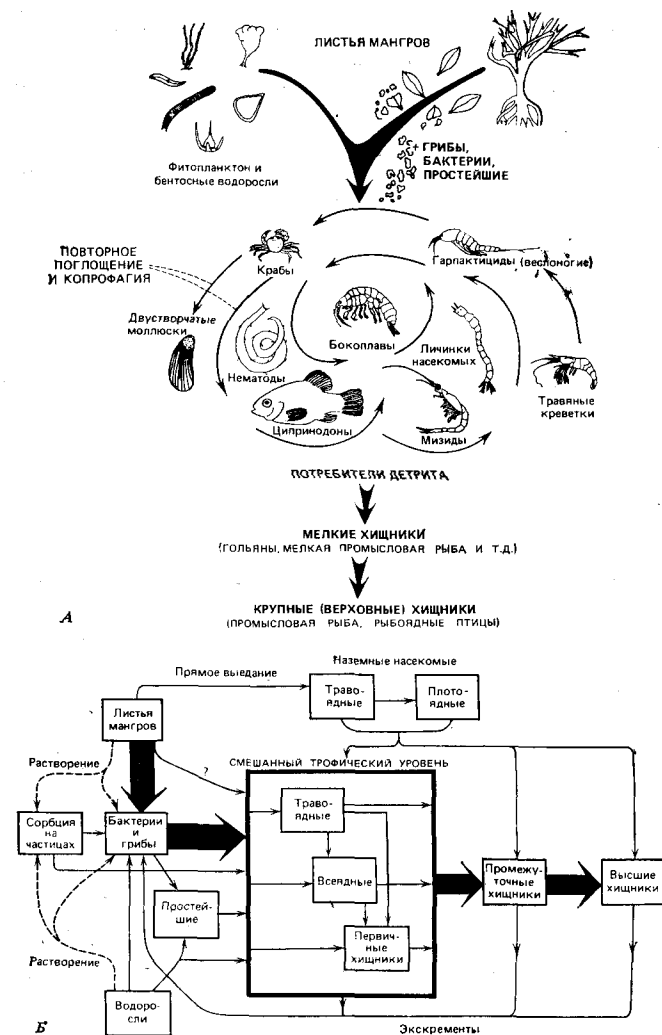 ЛИСТЬЯ МАНГРОВ
+ ГРИБЫ,
БАКТЕРИИ,
ПРОСТЕЙШИЕ
Фитопланктон и
бентосные водоросли
ПОВТОРНОЕ
ПОГЛОЩЕНИЕ
И КОПРОФАГИЯ
Крабы
Гарпактициды (веслоногие)
Двустворчатые
моллюски
Нематоды
Бокоплавы
Личинки
насекомых
Травяные
креветки
Циприноdоны
Мизиды
ПОТРЕБИТЕЛИ ДЕТРИТА
МЕЛКИЕ ХИЩНИКИ
(ГОЛЬЯНЫ, МЕЛКАЯ ПРОМЫСЛОВАЯ РЫБА И Т.Д.)
КРУПНЫЕ (ВЕРХОВНЫЕ) ХИЩНИКИ
(ПРОМЫСЛОВАЯ РЫБА, РЫБОЯДНЫЕ ПТИЦЫ)
А
Прямое выедание
Наземные насекомые
Траво-
ядные
Плото-
ядные
Листья
мангров
Растворение
?
СМЕШАННЫЙ ТРОФИЧЕСКИЙ УРОВЕНЬ
Сорбция
на
частицах
Бактерии
и
грибы
Траво-
ядные
Всеядные
Первич-
ные
хищники
Простей-
шие
Промежу-
точные
хищники
Высшие
хищники
Растворение
Водоро-
сли
Экскременты
Б